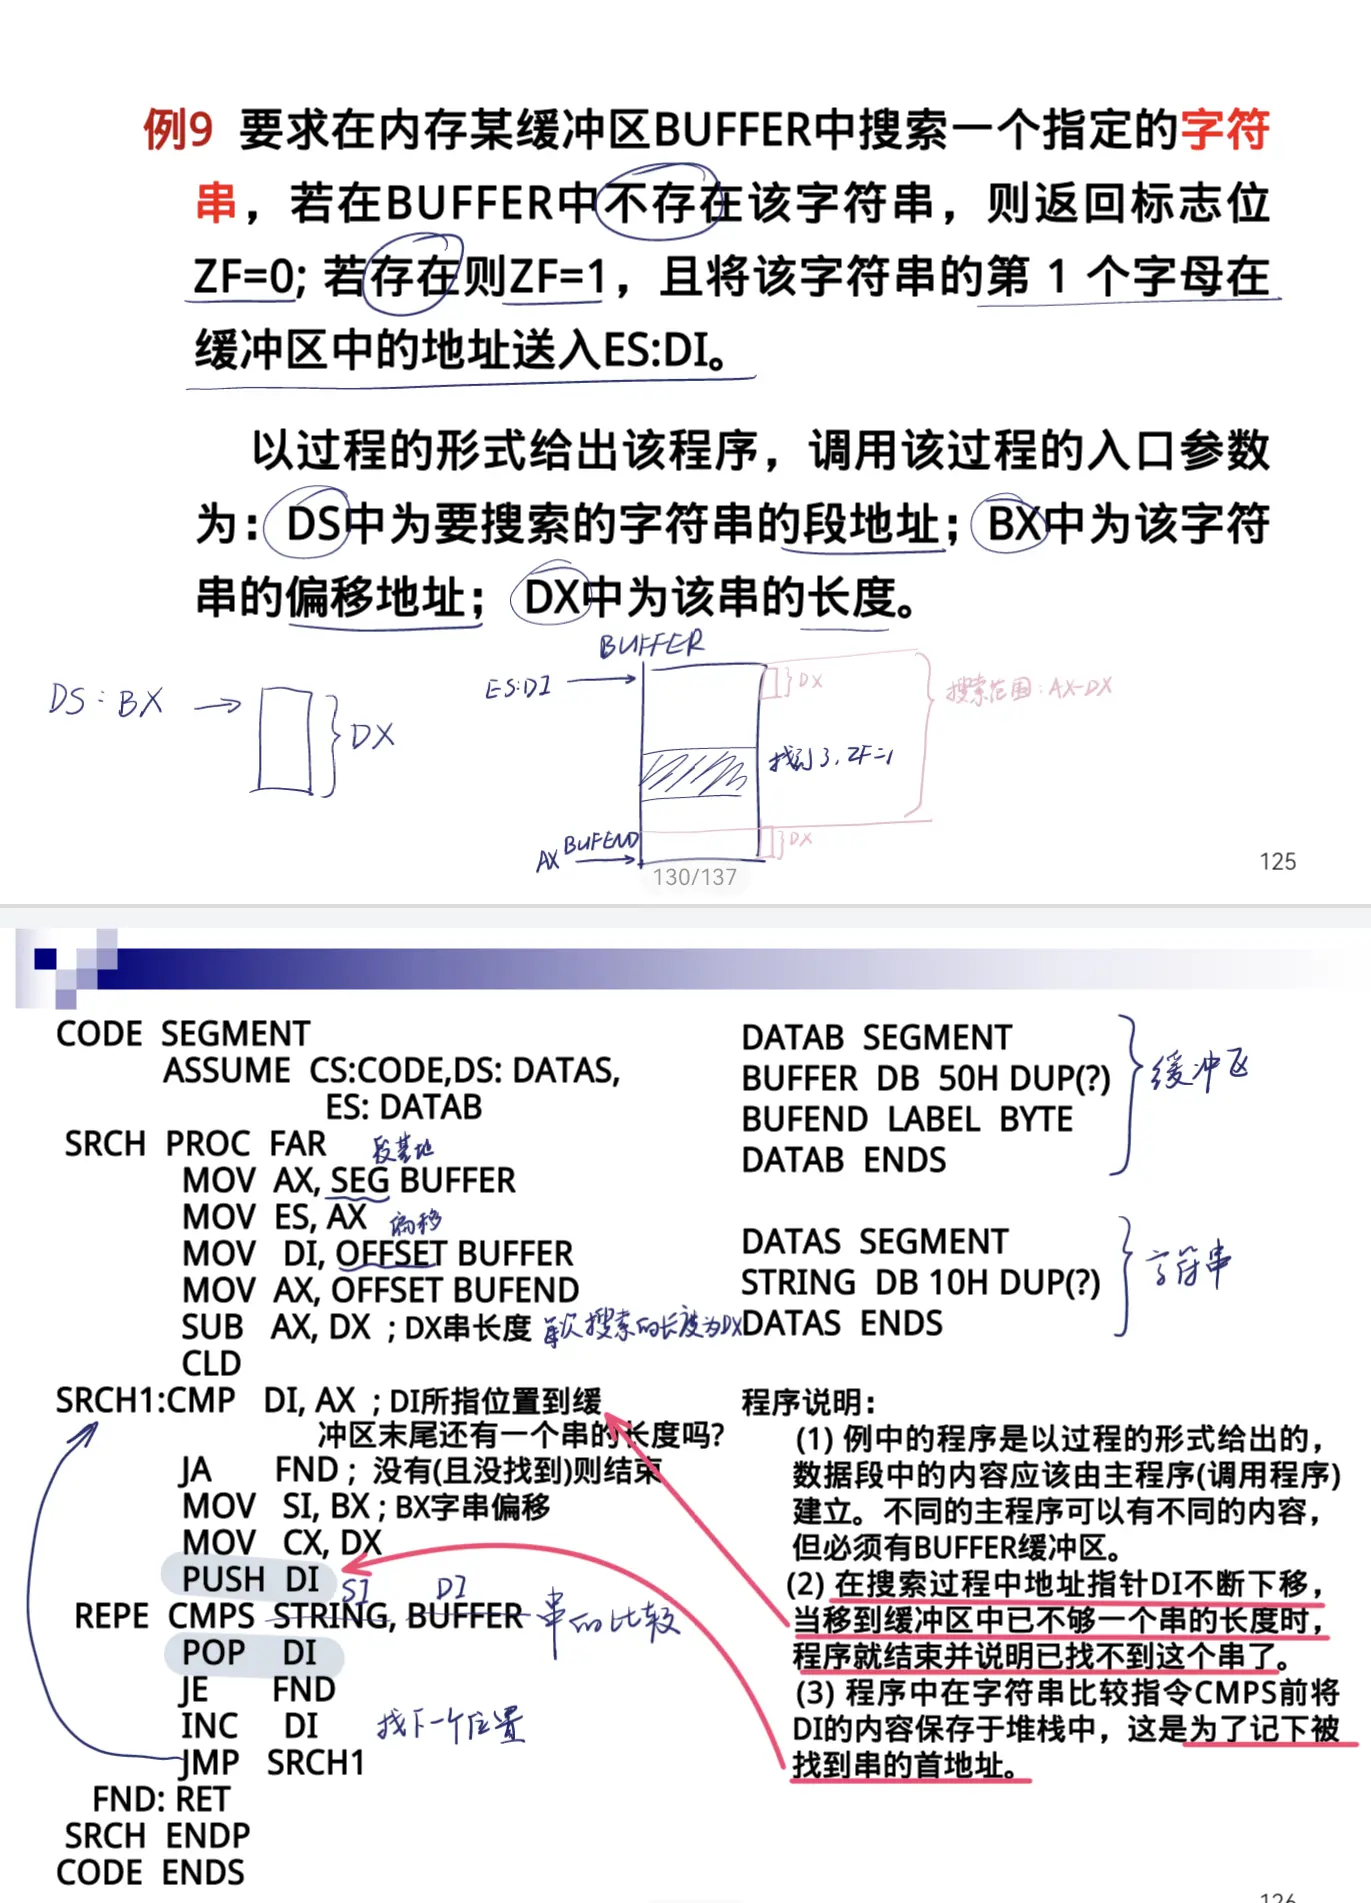 例9 要求在内存某缓冲区BUFFER中搜索一个指定的字符
串，若在BUFFER中不存在该字符串，则返回标志位
ZF=0; 若存在则ZF=1，且将该字符串的第 1 个字母在
缓冲区中的地址送入ES:DI。
以过程的形式给出该程序，调用该过程的入口参数
为：DS中为要搜索的字符串的段地址；BX中为该字符
串的偏移地址；DX中为该串的长度。
BUFFER
DS:BX
DX
ES:DI
DX
搜索范围:AX-DX
找到了.ZF=1
BUFEND
AX
DX
130/137
125
CODE SEGMENT
ASSUME CS:CODE,DS: DATAS,
ES: DATAB
SRCH PROC FAR
段基地
MOV AX, SEG BUFFER
MOV ES, AX
偏移
MOV DI, OFFSET BUFFER
MOV AX, OFFSET BUFEND
SUB AX, DX ; DX串长度 每次搜索的长度为DX
CLD
SRCH1:CMP DI, AX ; DI所指位置到缓
冲区末尾还有一个串的长度吗?
JA FND ; 没有(且没找到)则结束
MOV SI, BX ; BX字串偏移
MOV CX, DX
PUSH DI
SI DI
REPE CMPS STRING, BUFFER 串的比较
POP DI
JE FND
INC DI 找下一个位置
JMP SRCH1
FND: RET
SRCH ENDP
CODE ENDS
DATAB SEGMENT
BUFFER DB 50H DUP(?)
BUFEND LABEL BYTE
DATAB ENDS
缓冲区
DATAS SEGMENT
STRING DB 10H DUP(?)
DATAS ENDS
字符串
程序说明：
(1) 例中的程序是以过程的形式给出的，
数据段中的内容应该由主程序(调用程序)
建立。不同的主程序可以有不同的内容，
但必须有BUFFER缓冲区。
(2) 在搜索过程中地址指针DI不断下移，
当移到缓冲区中已不够一个串的长度时，
程序就结束并说明已找不到这个串了。
(3) 程序中在字符串比较指令CMPS前将
DI的内容保存于堆栈中，这是为了记下被
找到串的首地址。
126